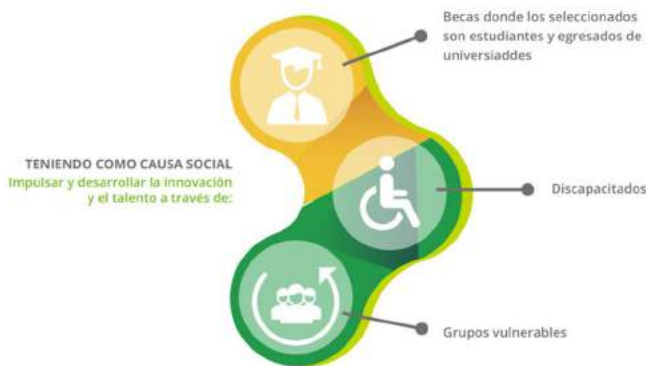 Becas donde los seleccionados
son estudiantes y egresados de
universiaddes
TENIENDO COMO CAUSA SOCIAL
Impulsar y desarrollar la innovación
y el talento a través de:
Discapacitados
Grupos vulnerables